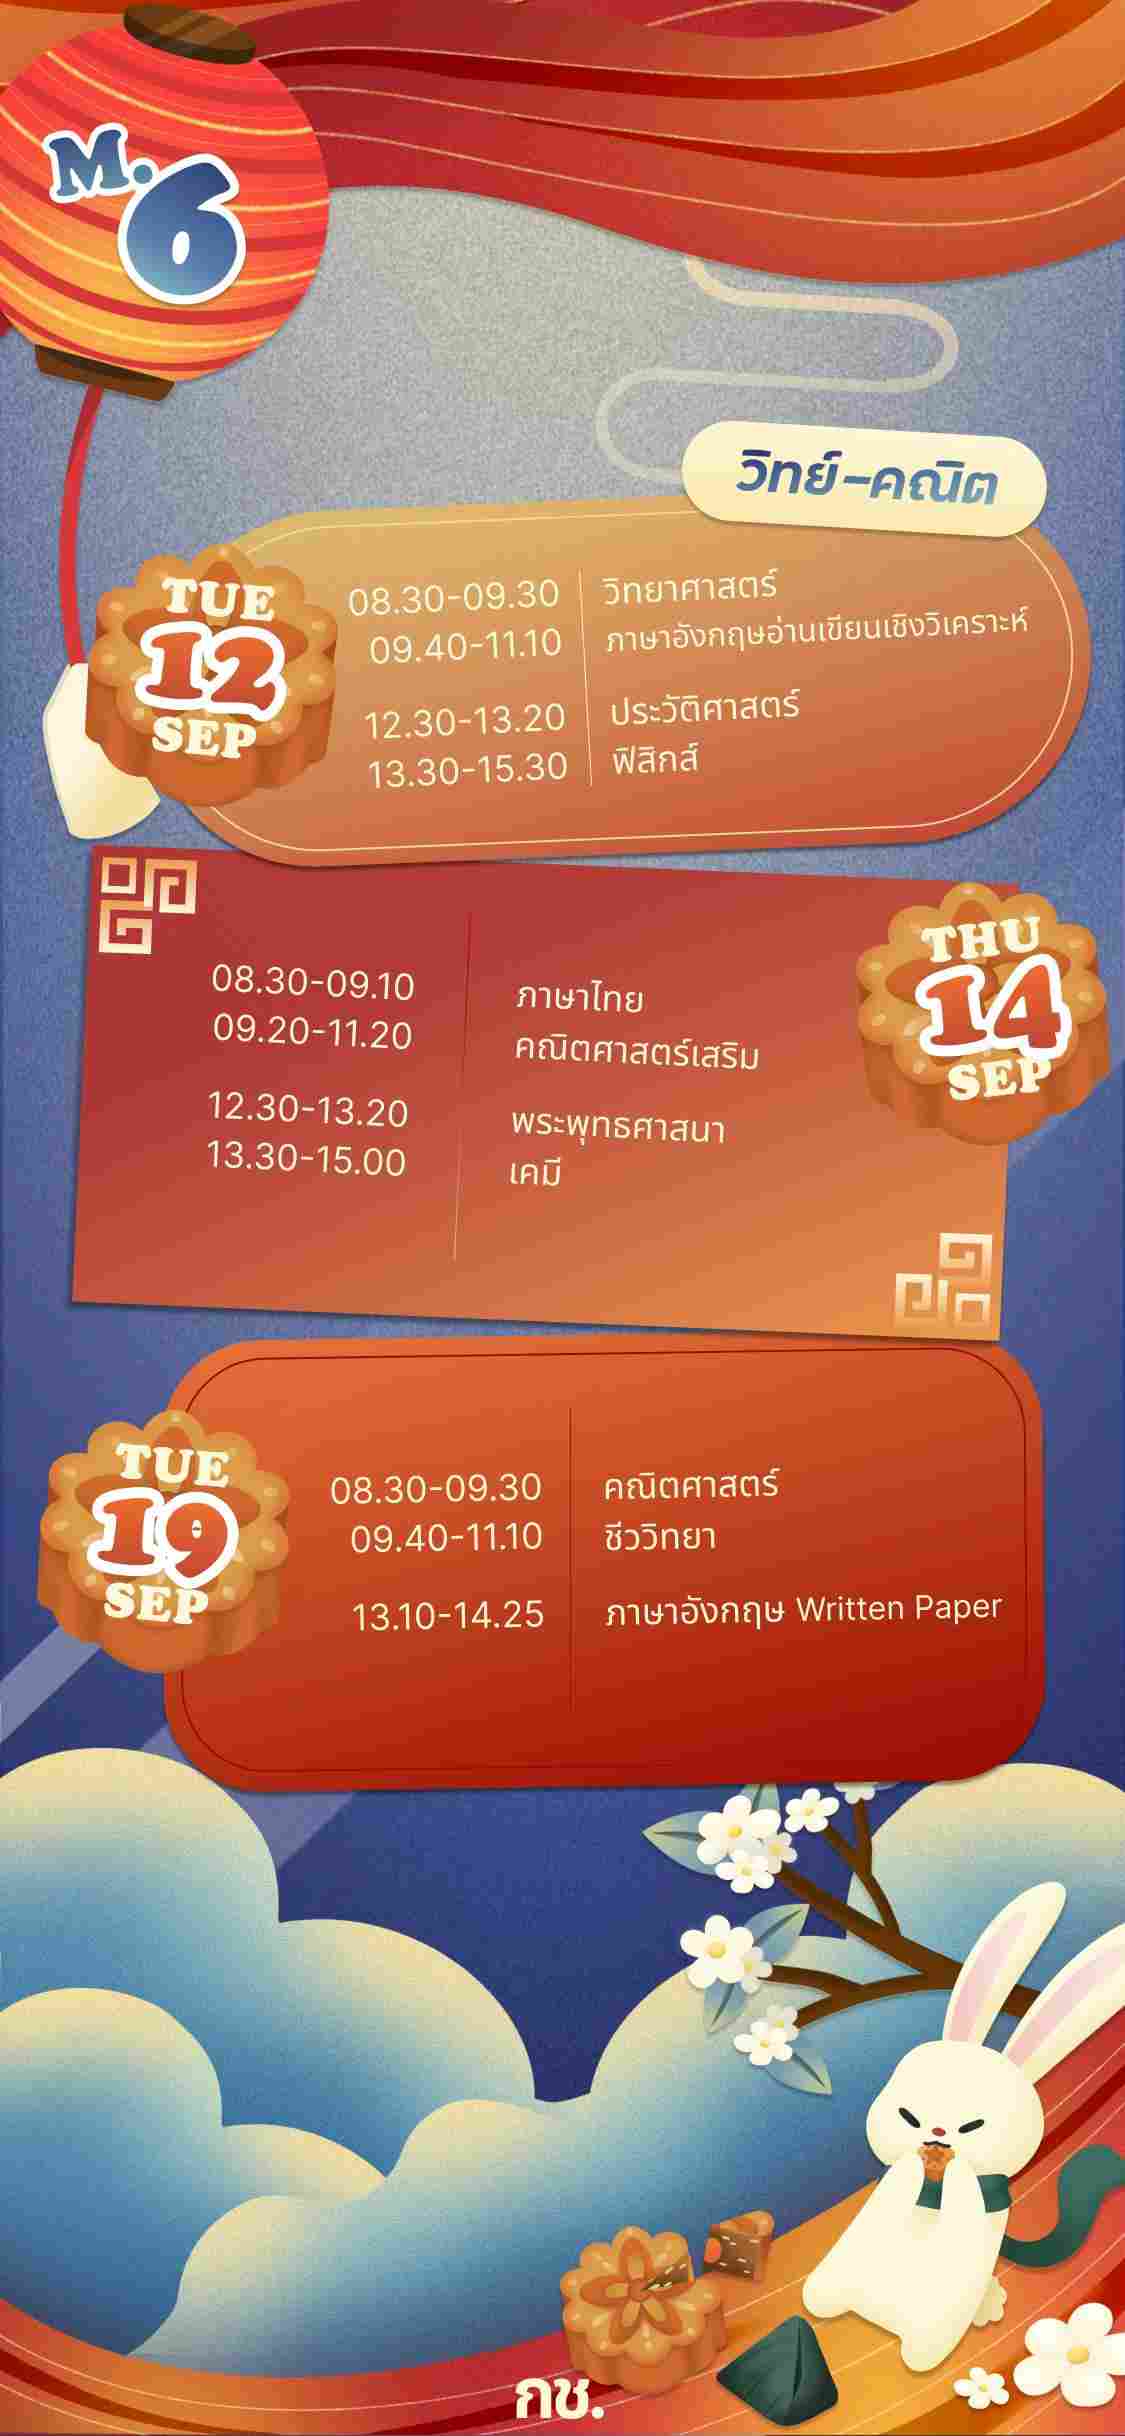 M.6
วิทย์-คณิต
TUE
12
SEP
08.30-09.30 วิทยาศาสตร์
09.40-11.10 ภาษาอังกฤษอ่านเขียนเชิงวิเคราะห์
12.30-13.20 ประวัติศาสตร์
13.30-15.30 ฟิสิกส์
THU
14
SEP
08.30-09.10 ภาษาไทย
09.20-11.20 คณิตศาสตร์เสริม
12.30-13.20 พระพุทธศาสนา
13.30-15.00 เคมี
TUE
19
SEP
08.30-09.30 คณิตศาสตร์
09.40-11.10 ชีววิทยา
13.10-14.25 ภาษาอังกฤษ Written Paper
กช.